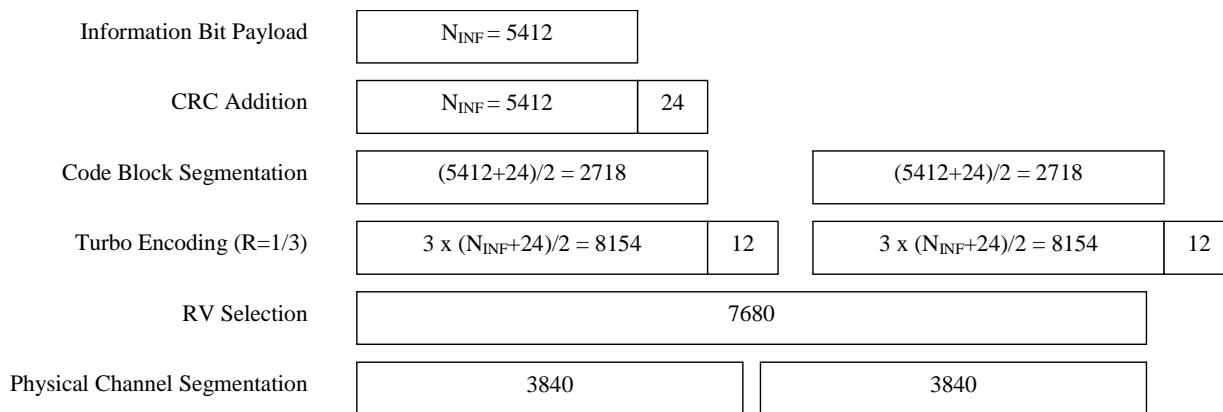 Information Bit Payload N_INF = 5412
CRC Addition N_INF = 5412 24
Code Block Segmentation (5412+24)/2 = 2718 (5412+24)/2 = 2718
Turbo Encoding (R=1/3) 3 x (N_INF+24)/2 = 8154 12 3 x (N_INF+24)/2 = 8154 12
RV Selection 7680
Physical Channel Segmentation 3840 3840